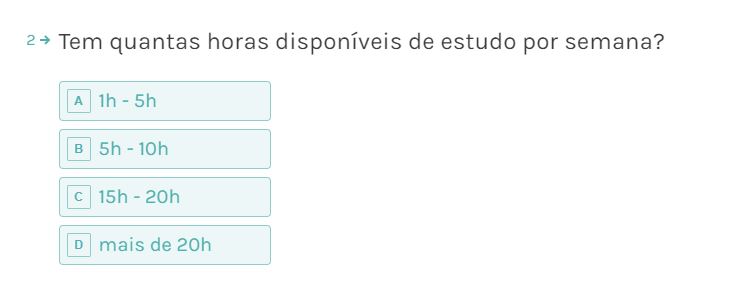 2 → Tem quantas horas disponíveis de estudo por semana?
A 1h - 5h
B 5h - 10h
C 15h - 20h
D mais de 20h